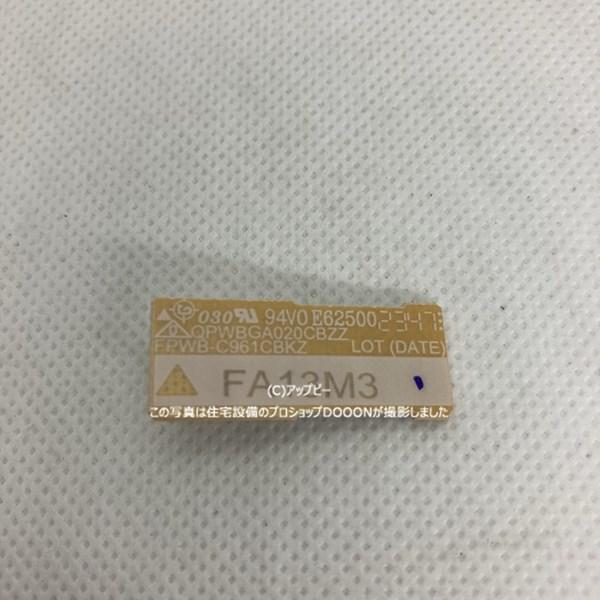 030 94V0 E62500
QPWBGA020CBZZ
FPWB-C961CBKZ LOT (DATE)
FA13M3
(C)アップビー
この写真は住宅設備のプロショップDOOONが撮影しました